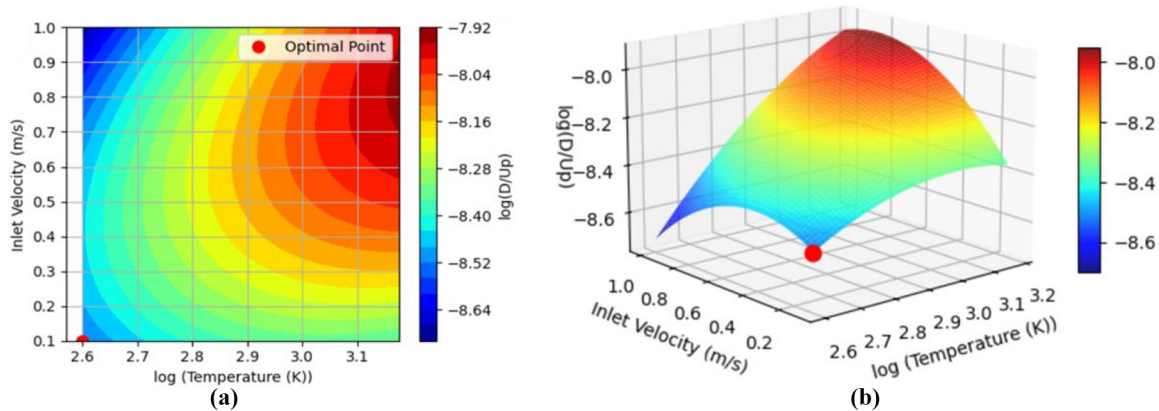 1.0
0.9
0.8
0.7
0.6
0.5
0.4
0.3
0.2
0.1
Inlet Velocity (m/s)
2.6 2.7 2.8 2.9 3.0 3.1
log (Temperature (K))
Optimal Point
−7.92
−8.04
−8.16
−8.28
−8.40
−8.52
−8.64
log(D/Up)
(a)
−8.0
−8.2
−8.4
−8.6
log(D/Up)
1.0 0.8 0.6 0.4 0.2
Inlet Velocity (m/s)
2.6 2.7 2.8 2.9 3.0 3.1 3.2
log (Temperature (K))
−8.0
−8.2
−8.4
−8.6
(b)